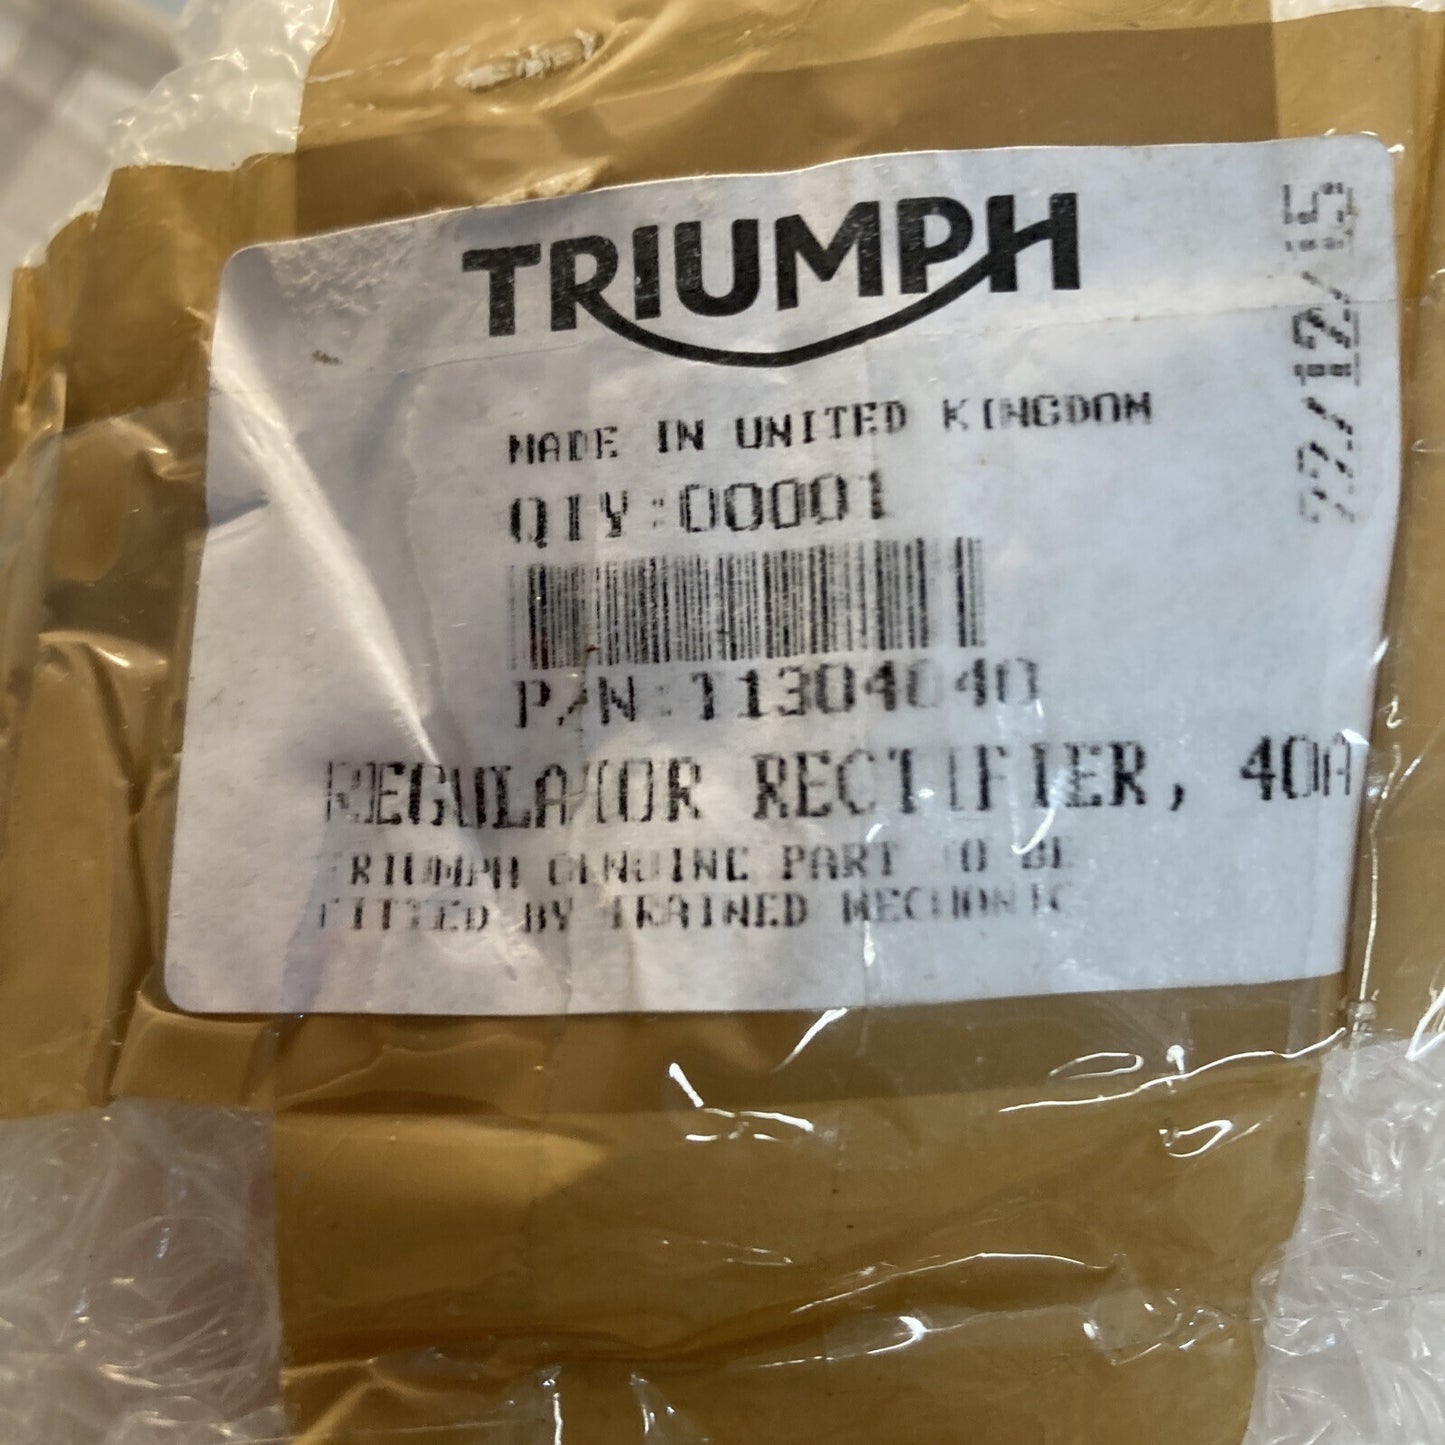 TRIUMPH
MADE IN UNITED KINGDOM
QTY:00001
P/N:T1304040
REGULATOR RECTIFIER, 40A
TRIUMPH GENUINE PART TO BE
FITTED BY TRAINED MECHANIC
22/12/15